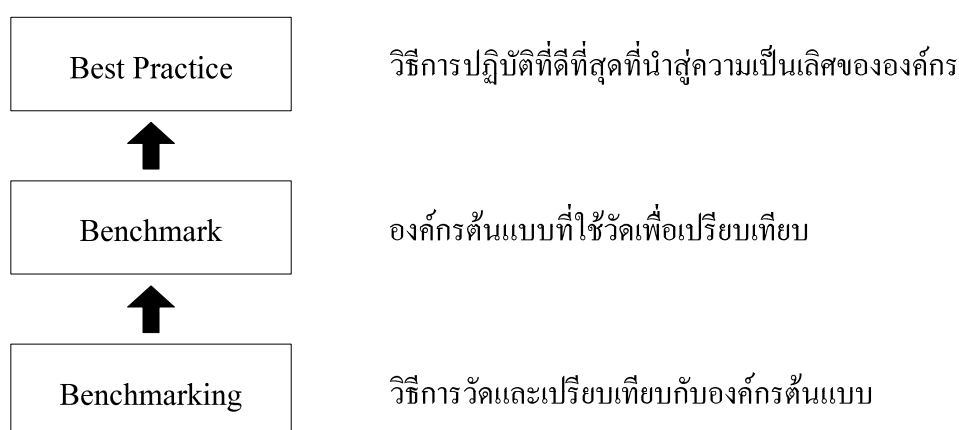 Best Practice วิธีการปฏิบัติที่ดีที่สุดที่นำสู่ความเป็นเลิศขององค์กร
Benchmark องค์กรต้นแบบที่ใช้วัดเพื่อเปรียบเทียบ
Benchmarking วิธีการวัดและเปรียบเทียบกับองค์กรต้นแบบ